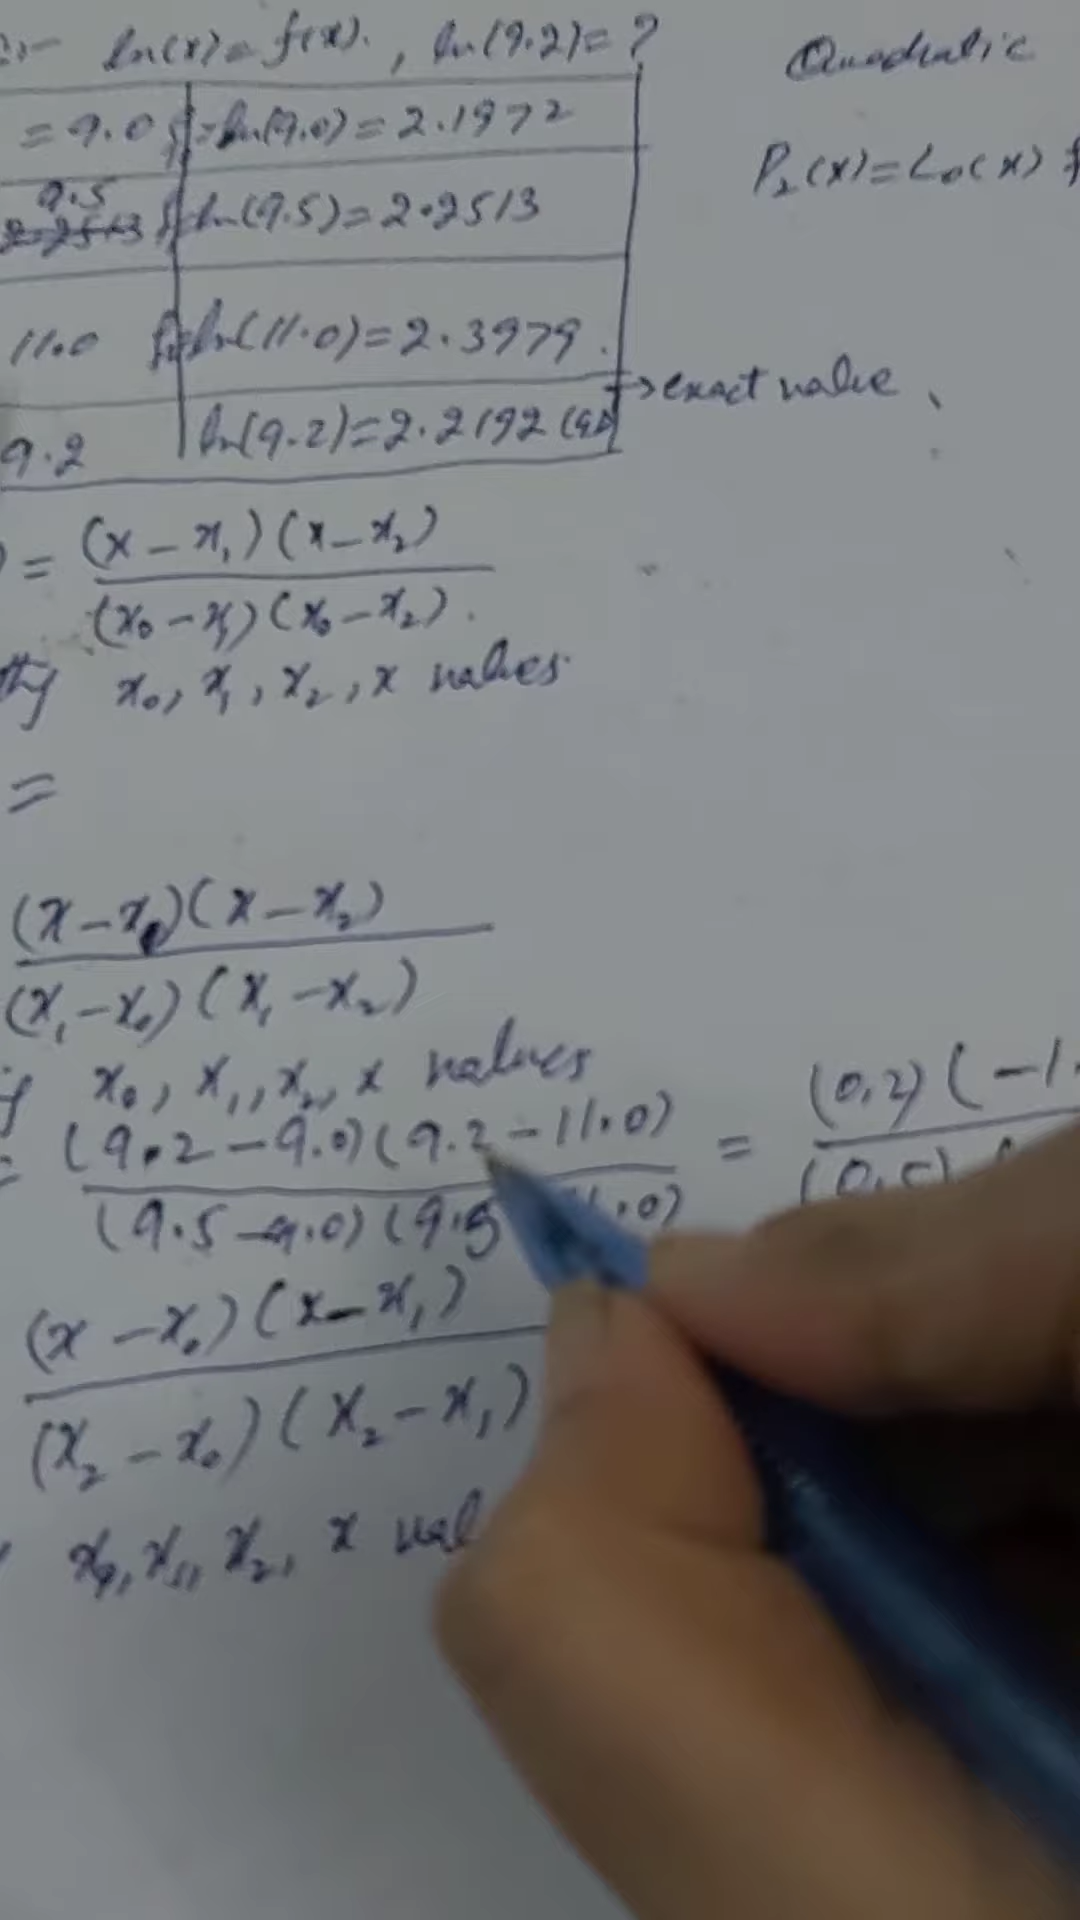 ln(x) = f(x). , ln(9.2) = ?
Quadratic
= 9.0 ln(9.0) = 2.1972
P₂(x) = L₀(x) f
9.5
ln(9.5) = 2.2513
11.0 ln(11.0) = 2.3979
→ exact value
9.2 ln(9.2) = 2.2192
= (x - x₁)(x - x₂)
(x₀ - x₁)(x₀ - x₂)
x₀, x₁, x₂, x values
=
(x - x₀)(x - x₂)
(x₁ - x₀)(x₁ - x₂)
x₀, x₁, x₂, x values
= (9.2 - 9.0)(9.2 - 11.0) = (0.2)(-1.
(9.5 - 9.0)(9.5 .0) (0.5)
(x - x₀)(x - x₁)
(x₂ - x₀)(x₂ - x₁)
x₀, x₁, x₂, x val